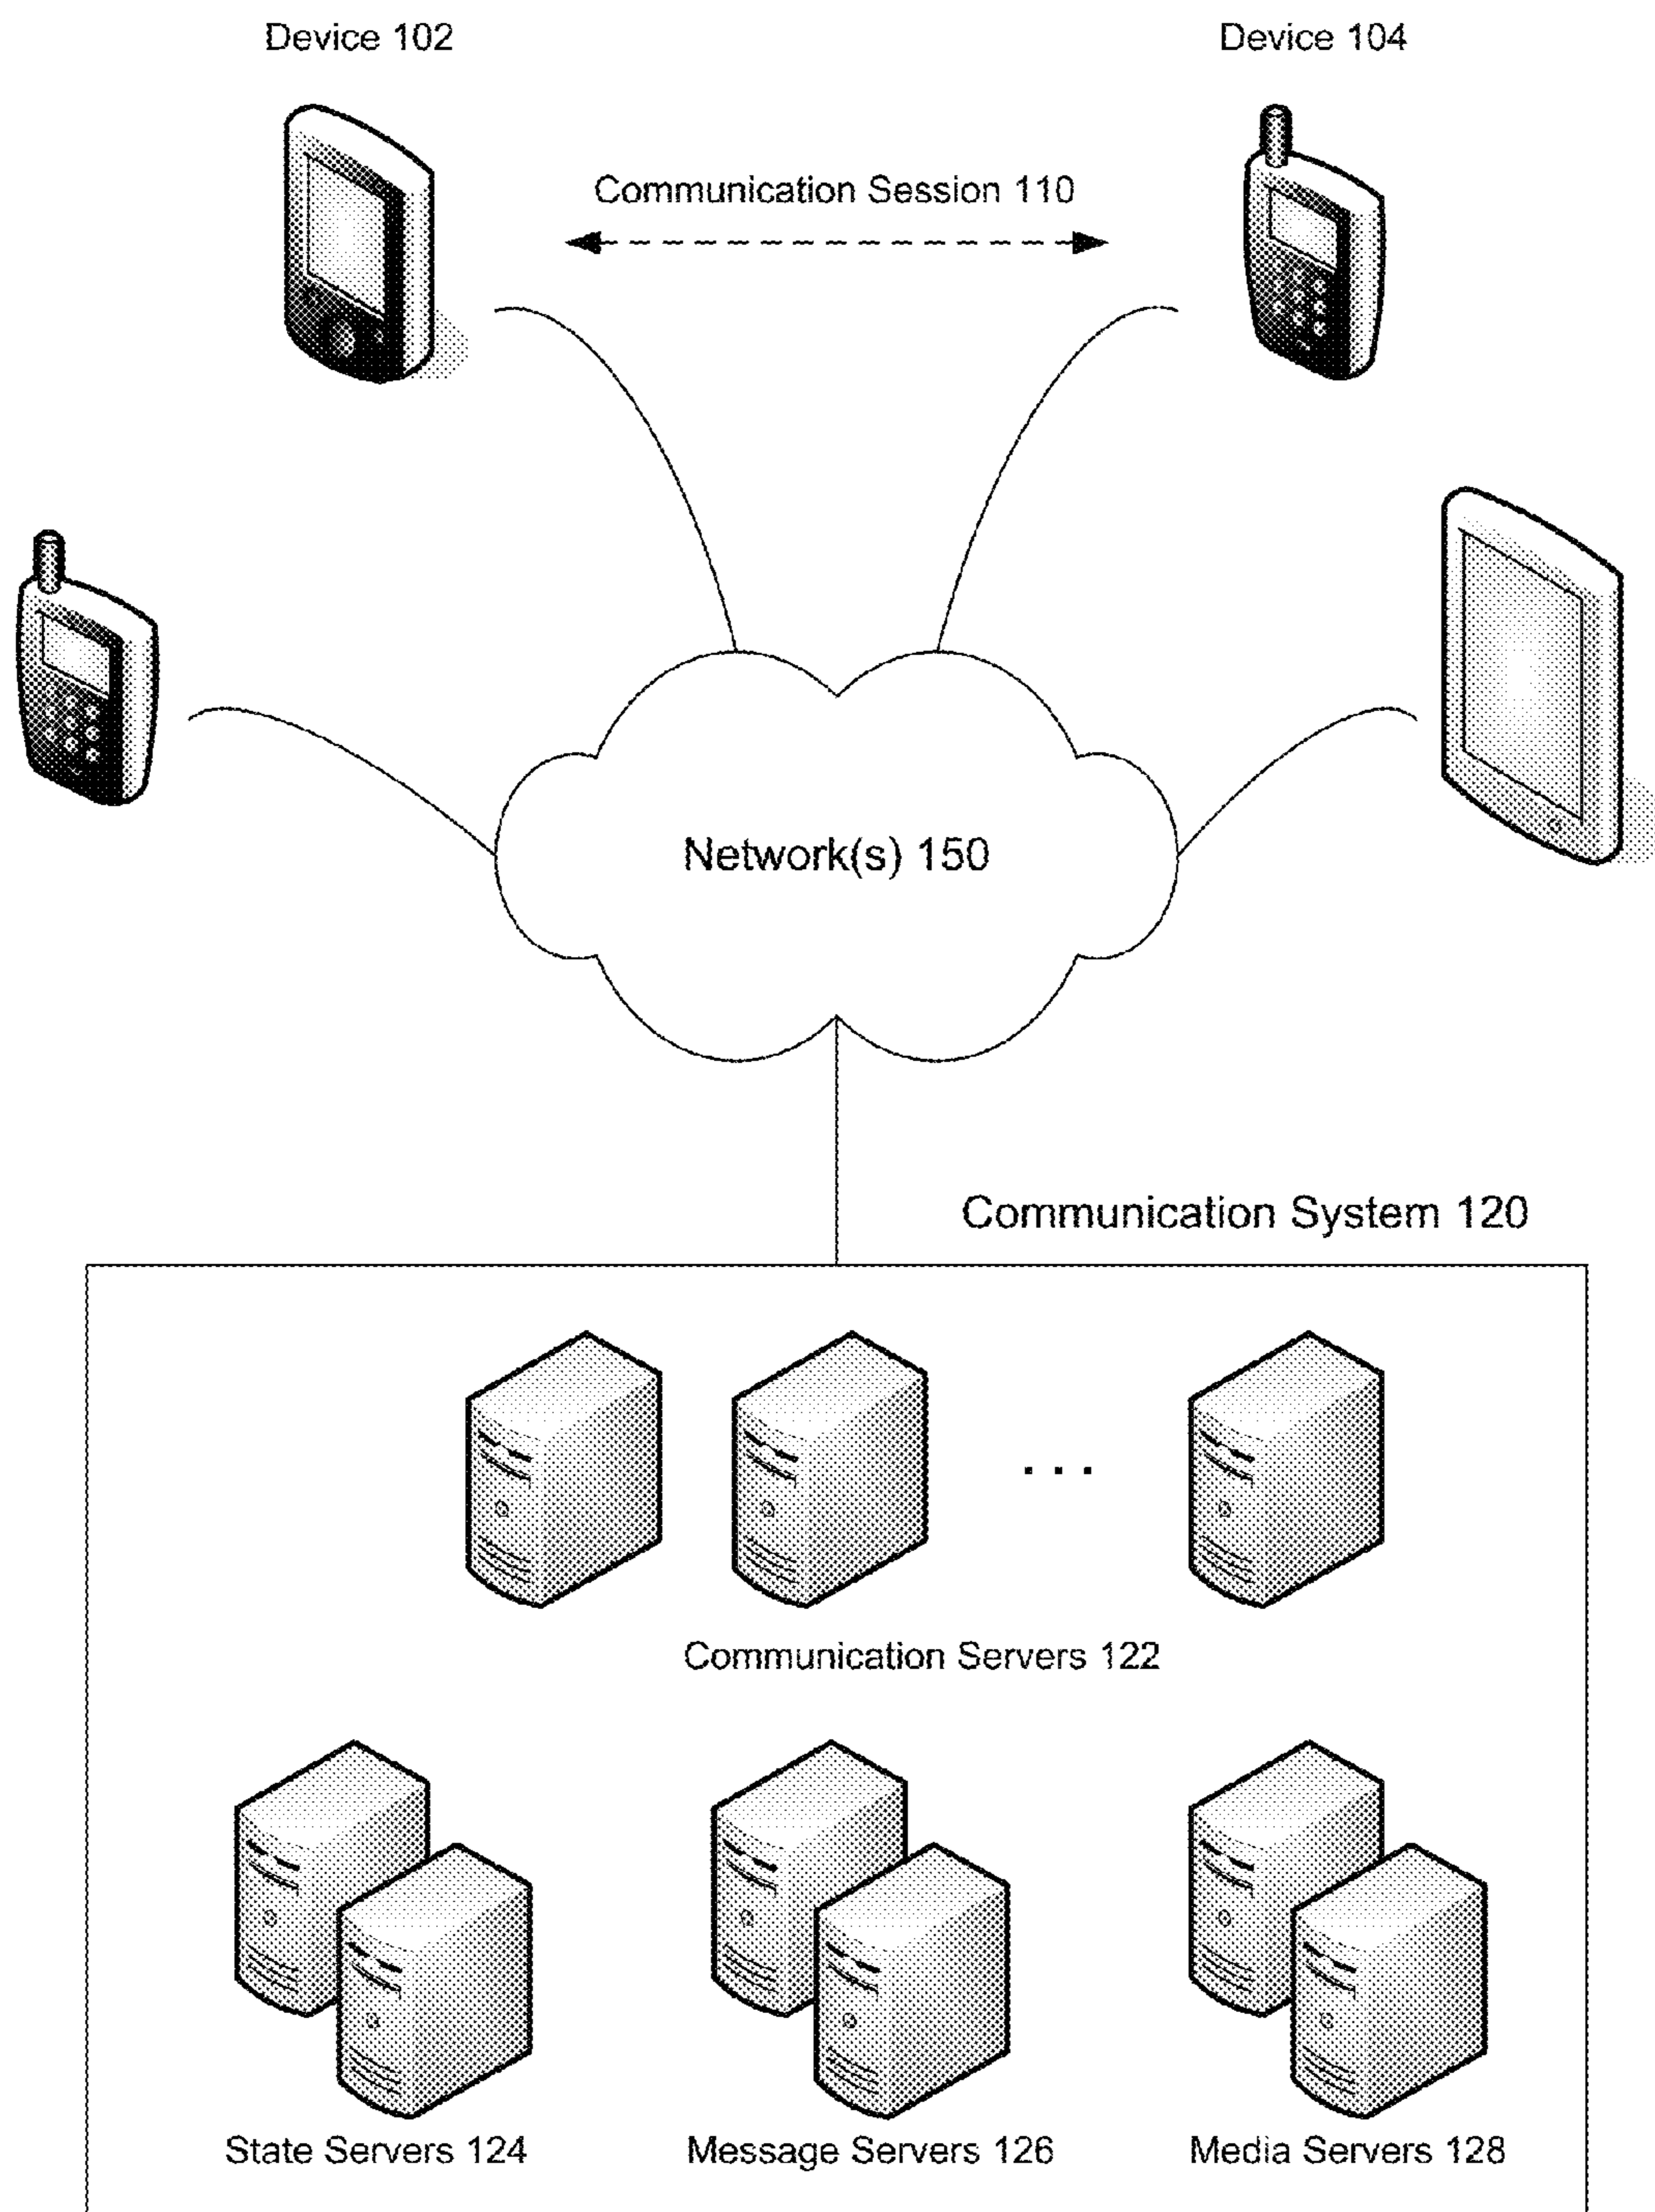 Device 102
Device 104
Communication Session 110
Network(s) 150
Communication System 120
. . .
Communication Servers 122
State Servers 124
Message Servers 126
Media Servers 128